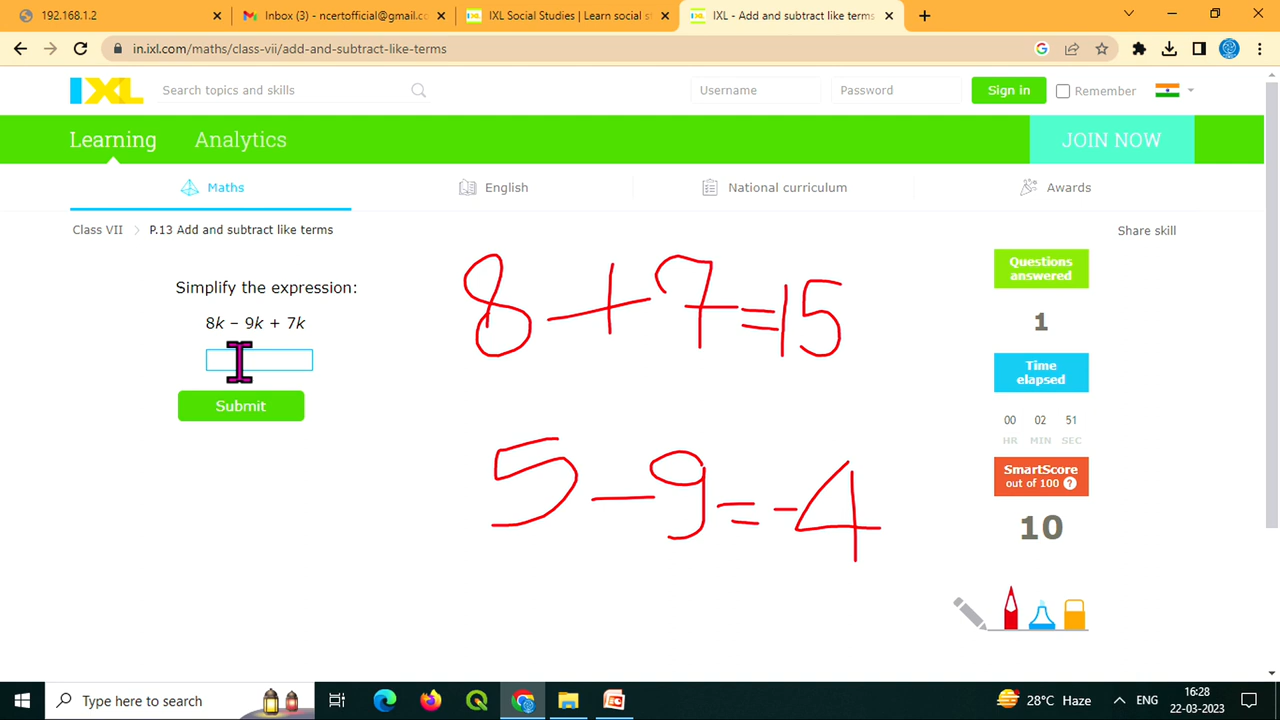 192.168.1.2
Inbox (3) - ncertofficial@gmail.co
IXL Social Studies | Learn social st
IXL - Add and subtract like terms
in.ixl.com/maths/class-vii/add-and-subtract-like-terms
IXL
Search topics and skills
Username
Password
Sign in
Remember
Learning
Analytics
JOIN NOW
Maths
English
National curriculum
Awards
Class VII
P.13 Add and subtract like terms
Share skill
Simplify the expression:
8k − 9k + 7k
Submit
8+7=15
5-9=-4
Questions
answered
1
Time
elapsed
00 02 51
HR MIN SEC
SmartScore
out of 100 ?
10
Type here to search
28°C Haze
ENG
16:28
22-03-2023